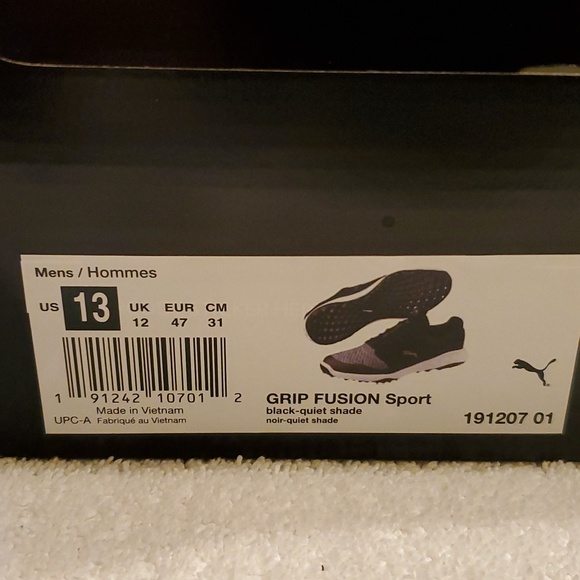 Mens / Hommes
US 13 UK 12 EUR 47 CM 31
1 91242 10701 2
Made in Vietnam
UPC-A Fabriqué au Vietnam
GRIP FUSION Sport
black-quiet shade
noir-quiet shade
191207 01